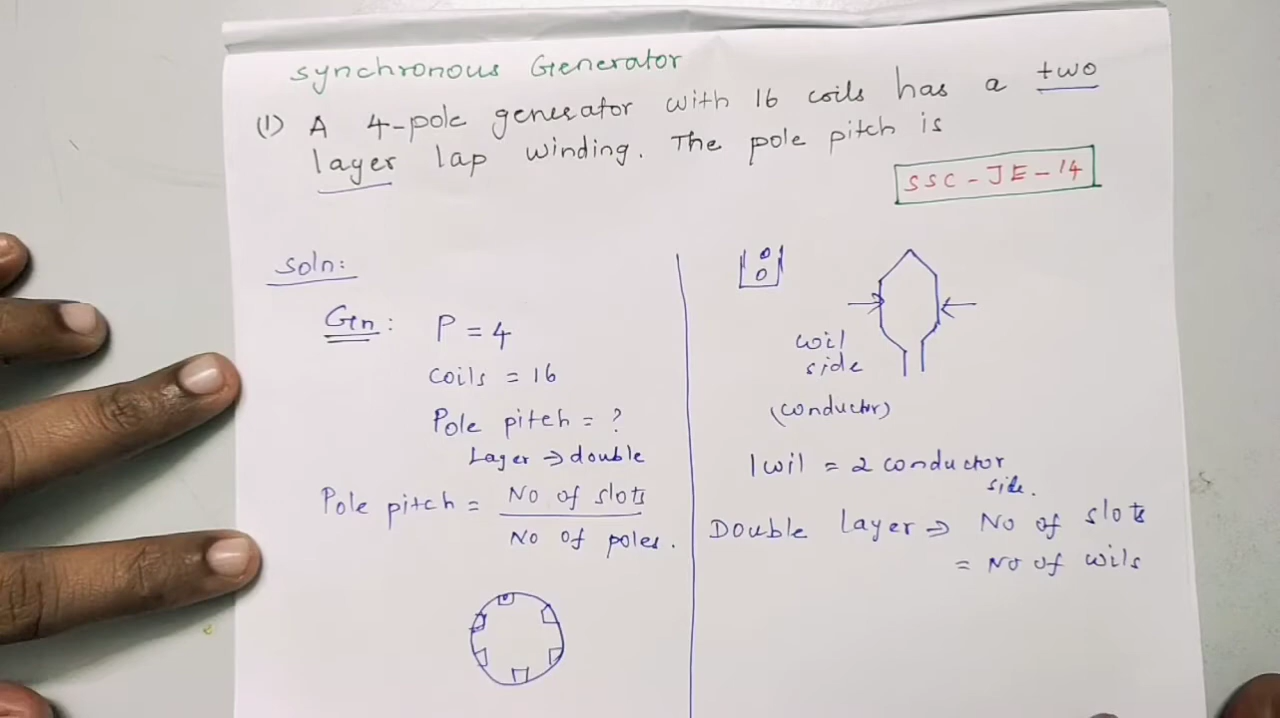 Synchronous Generator
(1) A 4-pole generator with 16 coils has a two
layer lap winding. The pole pitch is
SSC-JE-14
Soln:
Gn: P = 4
Coils = 16
Pole pitch = ?
Layer ⇒ double
Pole pitch = No of slots
No of poles.
coil
side
(conductor)
1 coil = 2 conductor
side.
Double layer ⇒ No of slots
= No of coils